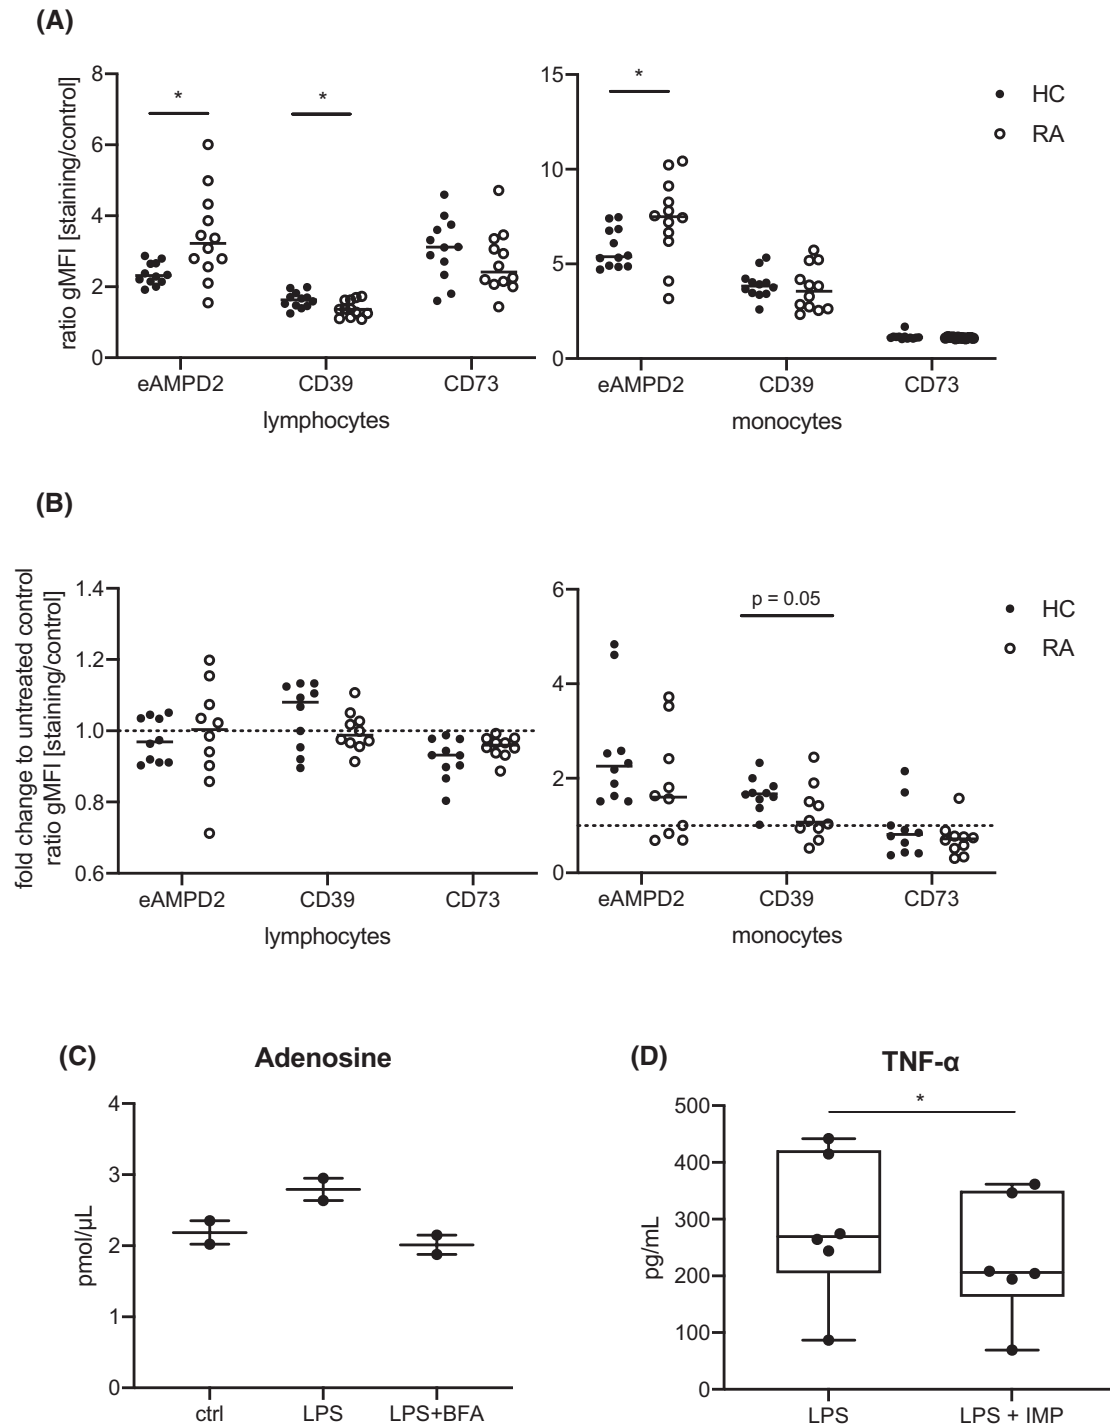 (A)
ratio gMFI [staining/control]
8
6
4
2
0
*
*
eAMPD2 CD39 CD73
lymphocytes
15
10
5
0
*
eAMPD2 CD39 CD73
monocytes
HC
RA
(B)
fold change to untreated control
ratio gMFI [staining/control]
1.4
1.2
1.0
0.8
0.6
eAMPD2 CD39 CD73
lymphocytes
6
4
2
0
p = 0.05
eAMPD2 CD39 CD73
monocytes
HC
RA
(C)
Adenosine
pmol/µL
4
3
2
1
0
ctrl LPS LPS+BFA
(D)
TNF-α
pg/mL
500
400
300
200
100
0
*
LPS LPS + IMP